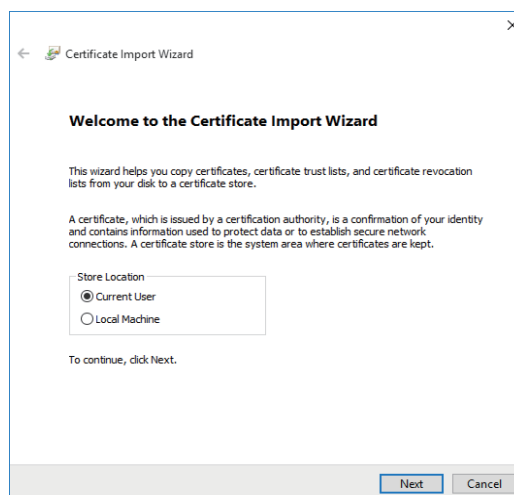 Certificate Import Wizard
Welcome to the Certificate Import Wizard
This wizard helps you copy certificates, certificate trust lists, and certificate revocation
lists from your disk to a certificate store.
A certificate, which is issued by a certification authority, is a confirmation of your identity
and contains information used to protect data or to establish secure network
connections. A certificate store is the system area where certificates are kept.
Store Location
Current User
Local Machine
To continue, click Next.
Next Cancel